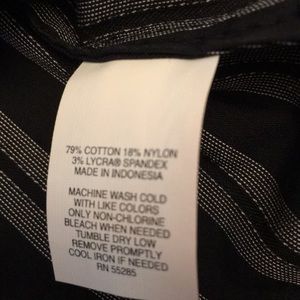 79% COTTON 18% NYLON
3% LYCRA® SPANDEX
MADE IN INDONESIA
MACHINE WASH COLD
WITH LIKE COLORS
ONLY NON-CHLORINE
BLEACH WHEN NEEDED
TUMBLE DRY LOW
REMOVE PROMPTLY
COOL IRON IF NEEDED
RN 55285